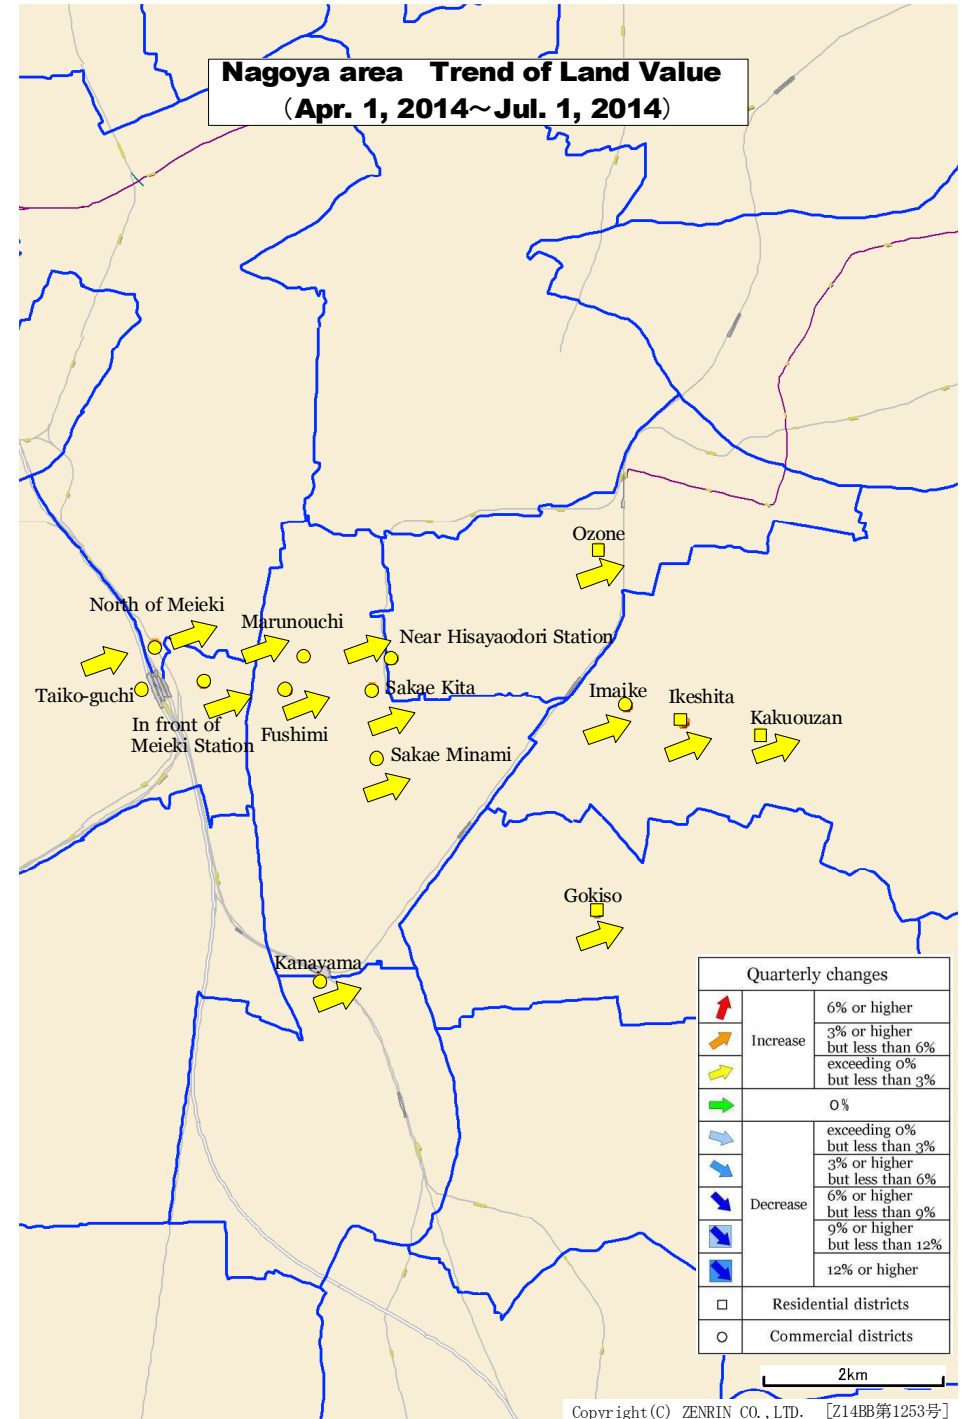 Nagoya area Trend of Land Value
（Apr. 1, 2014～Jul. 1, 2014）
Ozone
North of Meieki
Marunouchi
Near Hisayaodori Station
Taiko-guchi
Sakae Kita
Imaike
Ikeshita
Kakuouzan
In front of
Meieki Station
Fushimi
Sakae Minami
Gokiso
Kanayama
Quarterly changes
Increase
6% or higher
3% or higher
but less than 6%
exceeding 0%
but less than 3%
0%
Decrease
exceeding 0%
but less than 3%
3% or higher
but less than 6%
6% or higher
but less than 9%
9% or higher
but less than 12%
12% or higher
Residential districts
Commercial districts
2km
Copyright(C) ZENRIN CO.,LTD. [Z14BB第1253号]